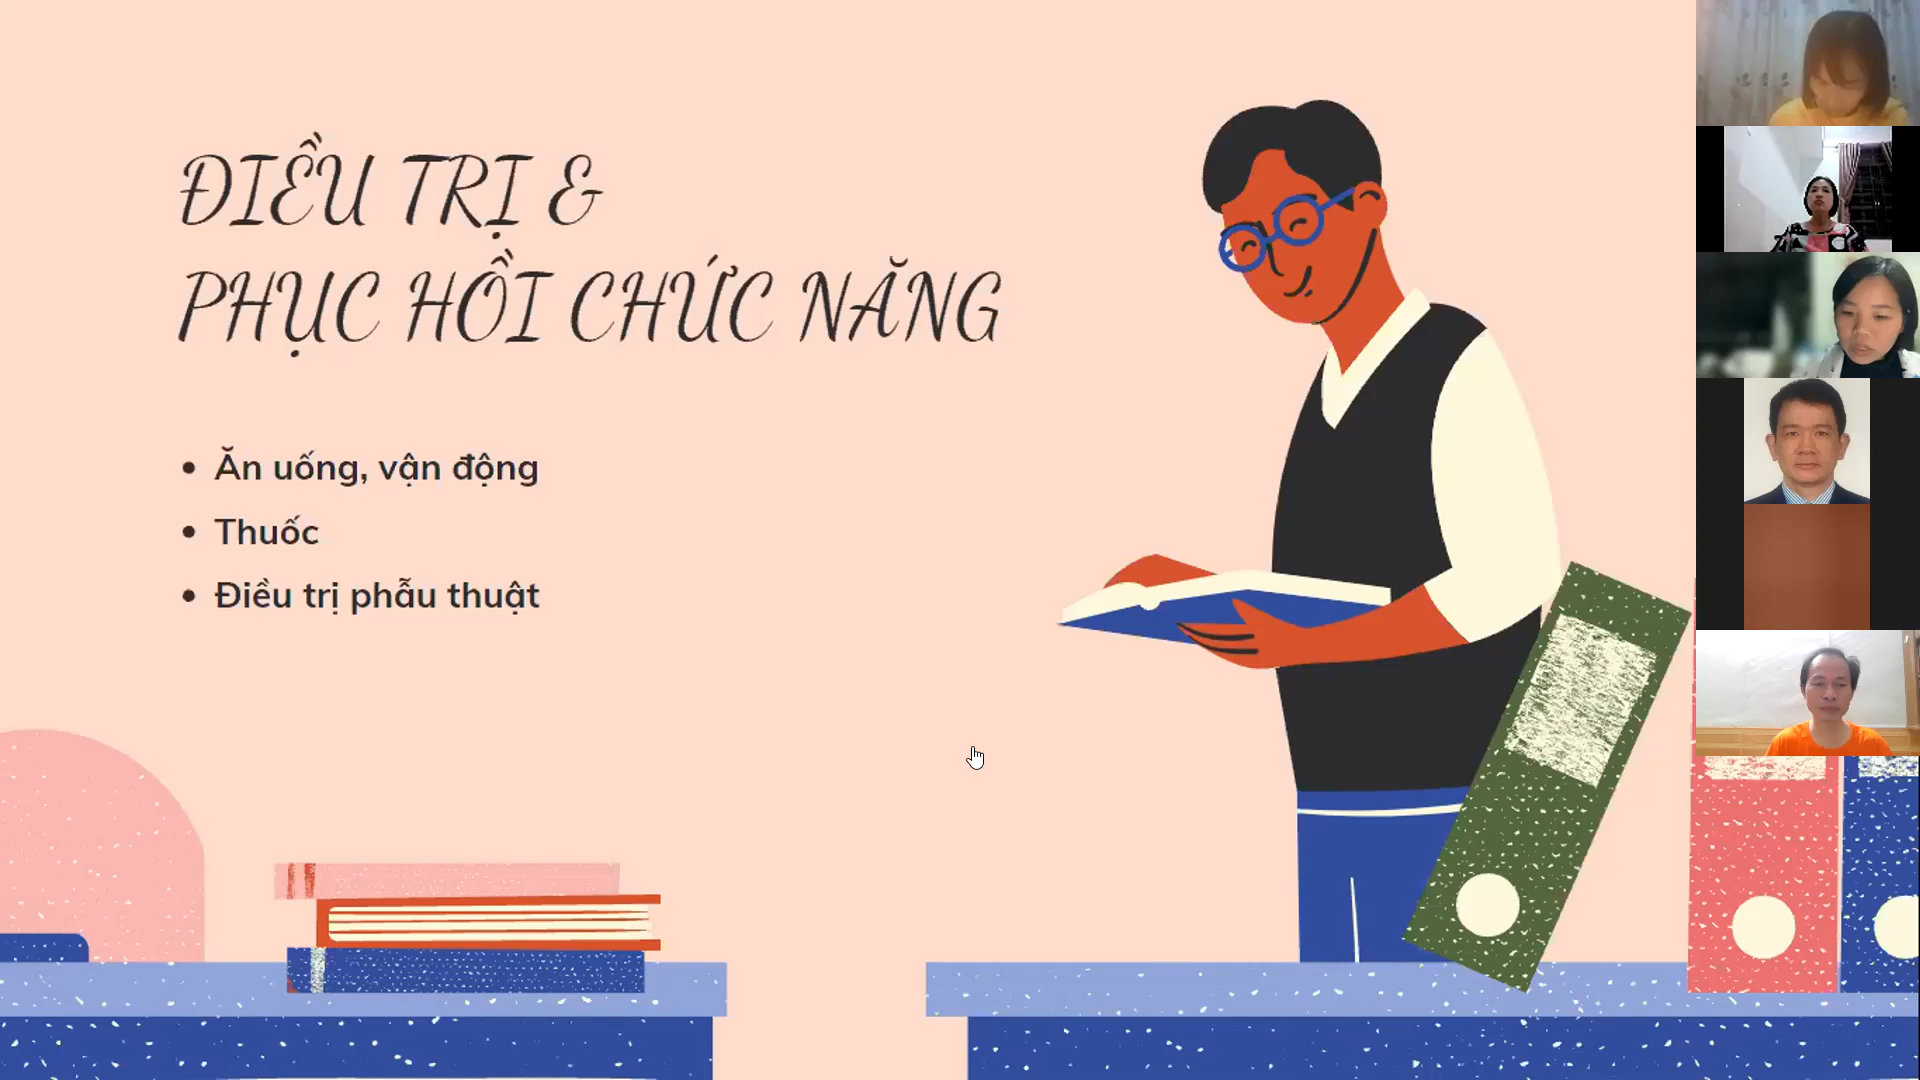 ĐIỀU TRỊ &
PHỤC HỒI CHỨC NĂNG
• Ăn uống, vận động
• Thuốc
• Điều trị phẫu thuật